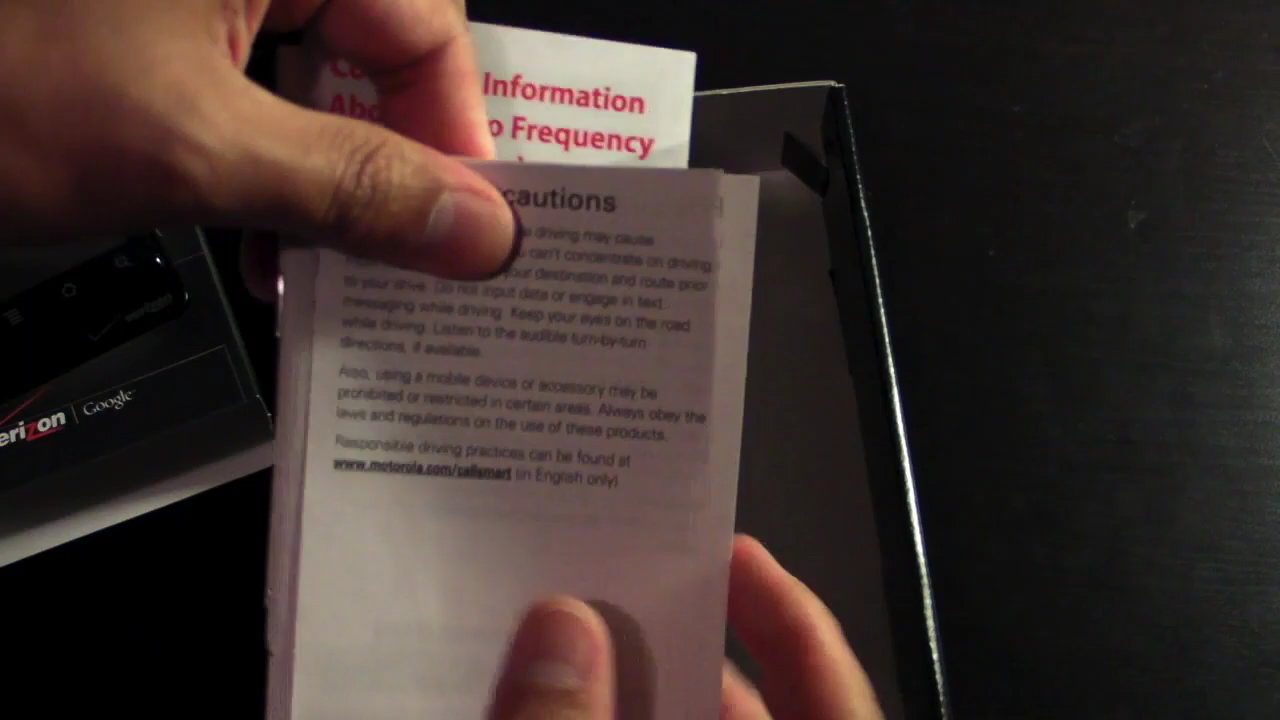 Information
o Frequency
cautions
driving may cause
can't concentrate on driving.
your destination and route prior
to your drive. Do not input data or engage in text
messaging while driving. Keep your eyes on the road
while driving. Listen to the audible turn-by-turn
directions, if available.
Also, using a mobile device or accessory may be
prohibited or restricted in certain areas. Always obey the
laws and regulations on the use of these products.
Responsible driving practices can be found at
www.motorola.com/callsmart (in English only)
erizon Google